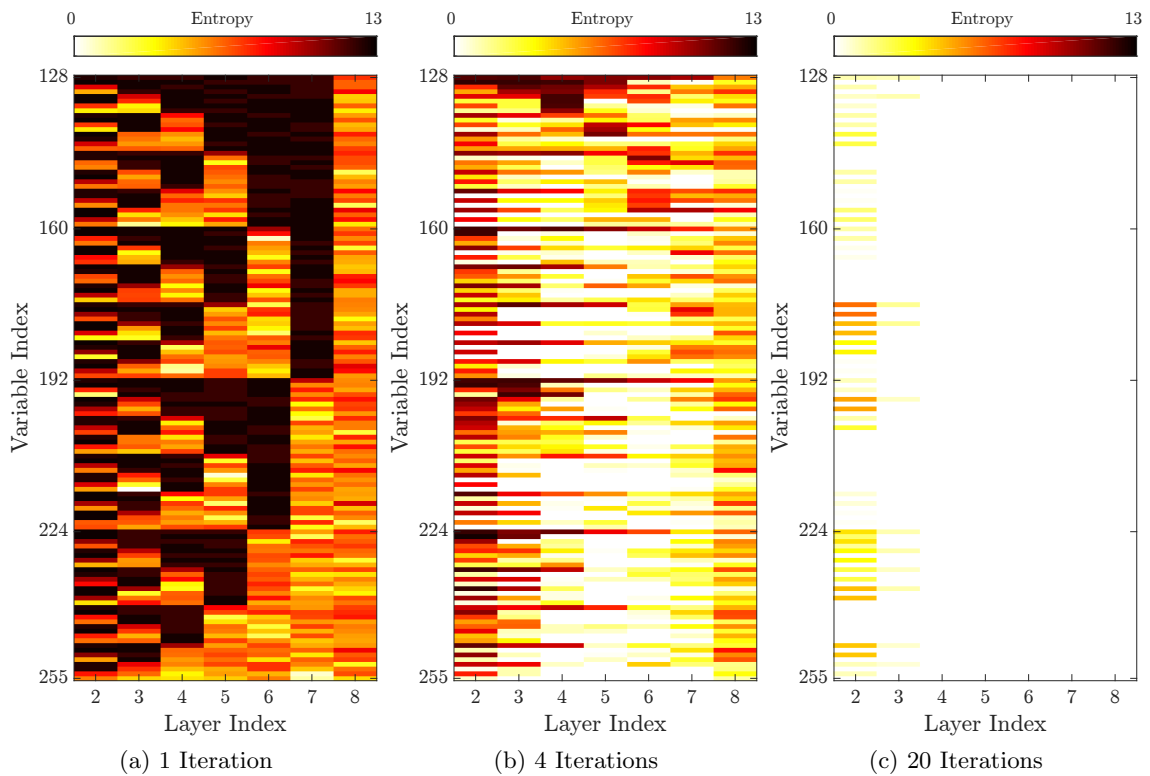 0 Entropy 13
128
160
192
224
255
Variable Index
2 3 4 5 6 7 8
Layer Index
(a) 1 Iteration
0 Entropy 13
128
160
192
224
255
Variable Index
2 3 4 5 6 7 8
Layer Index
(b) 4 Iterations
0 Entropy 13
128
160
192
224
255
Variable Index
2 3 4 5 6 7 8
Layer Index
(c) 20 Iterations